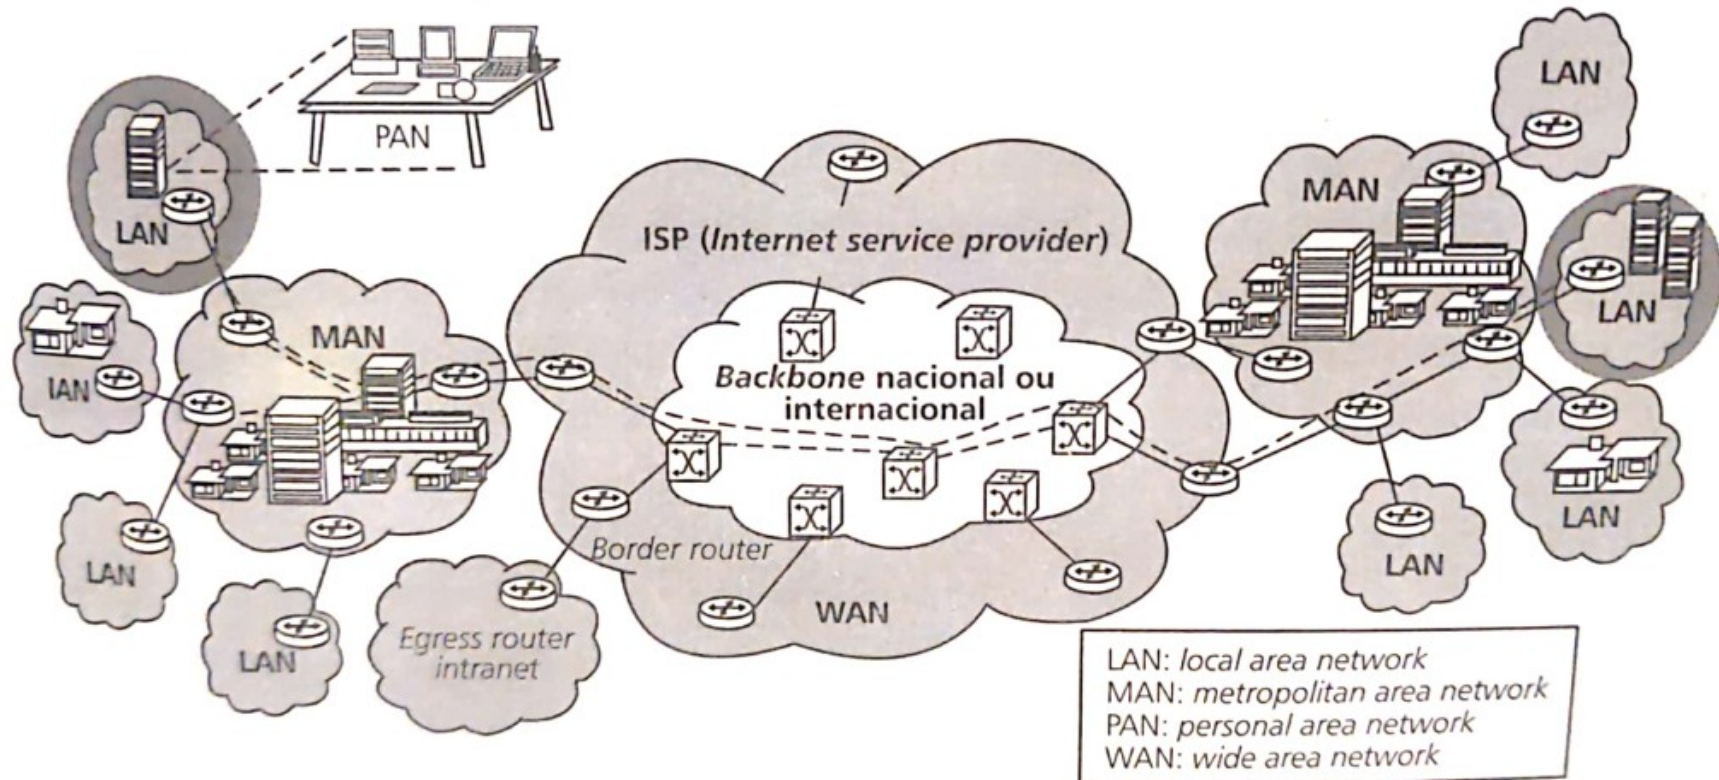 PAN
LAN
LAN
MAN
ISP (Internet service provider)
MAN
LAN
LAN
MAN
Backbone nacional ou
internacional
LAN
LAN
Border router
LAN
WAN
LAN
Egress router
intranet
LAN: local area network
MAN: metropolitan area network
PAN: personal area network
WAN: wide area network